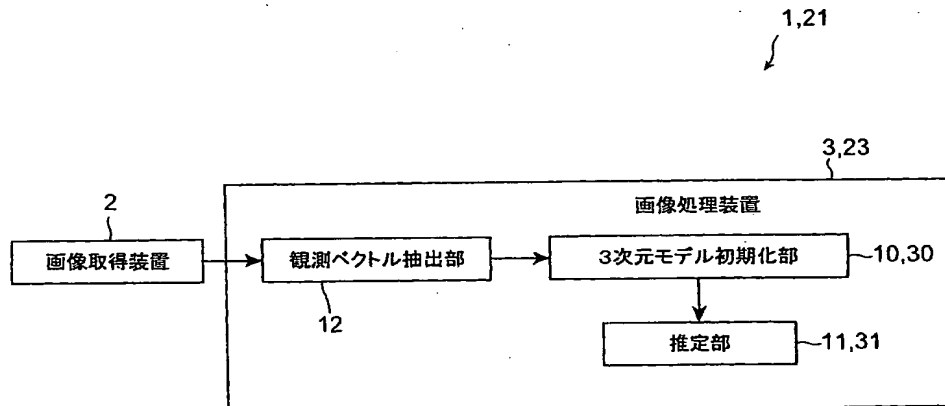 1,21
3,23
画像処理装置
2
画像取得装置
観測ベクトル抽出部
12
3次元モデル初期化部
10,30
推定部
11,31